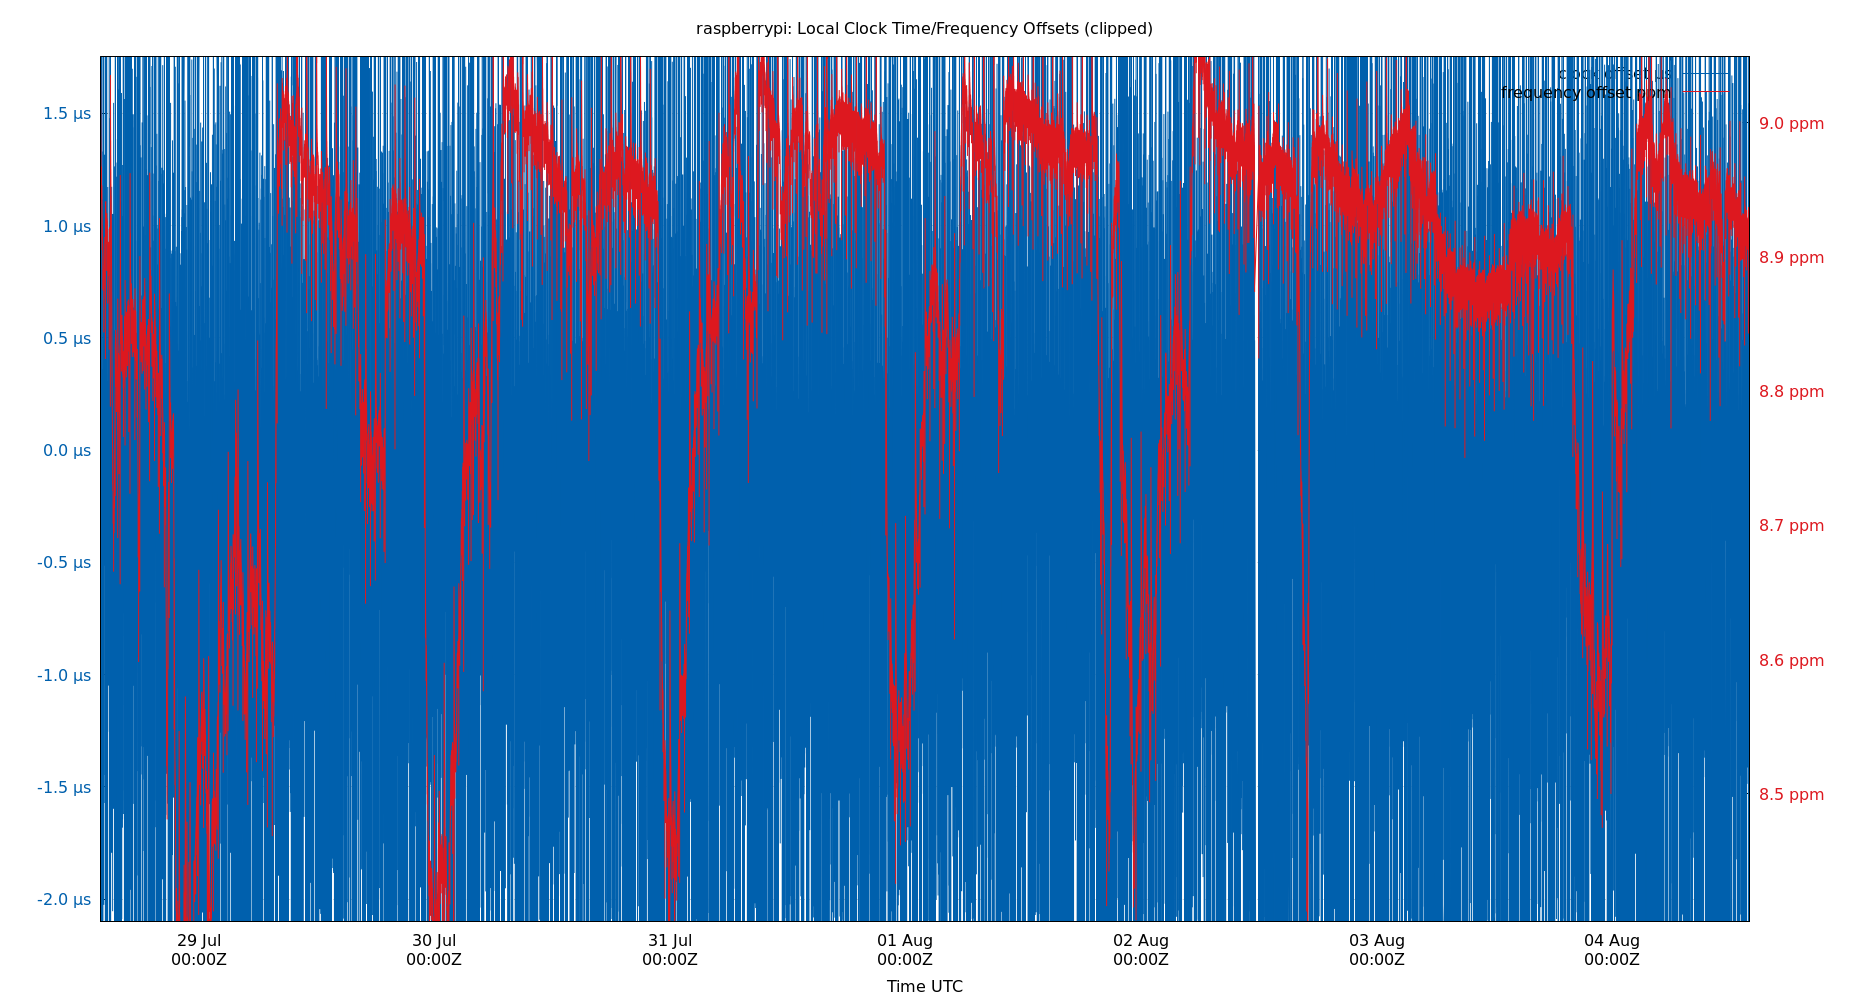 raspberrypi: Local Clock Time/Frequency Offsets (clipped)
clock offset µs
frequency offset ppm
1.5 µs
1.0 µs
0.5 µs
0.0 µs
-0.5 µs
-1.0 µs
-1.5 µs
-2.0 µs
9.0 ppm
8.9 ppm
8.8 ppm
8.7 ppm
8.6 ppm
8.5 ppm
29 Jul 30 Jul 31 Jul 01 Aug 02 Aug 03 Aug 04 Aug
00:00Z 00:00Z 00:00Z 00:00Z 00:00Z 00:00Z 00:00Z
Time UTC